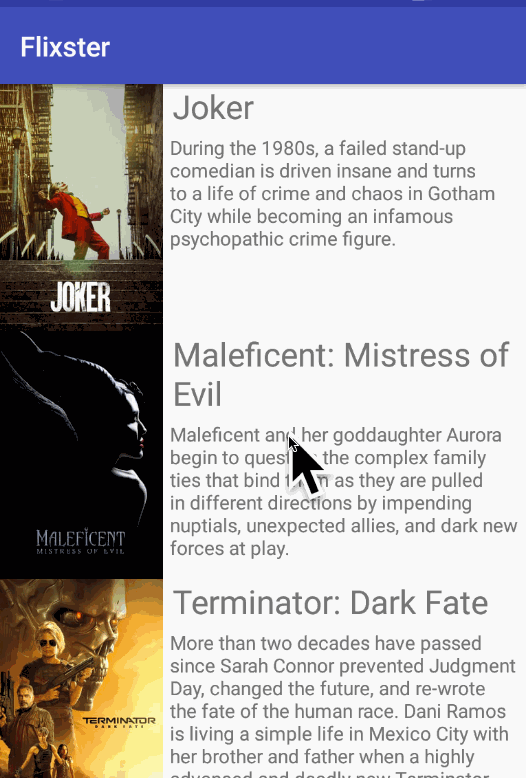 Flixster
Joker
During the 1980s, a failed stand-up
comedian is driven insane and turns
to a life of crime and chaos in Gotham
City while becoming an infamous
psychopathic crime figure.
JOKER
Maleficent: Mistress of
Evil
Maleficent and her goddaughter Aurora
begin to the complex family
ties that bind as they are pulled
in different directions by impending
nuptials, unexpected allies, and dark new
forces at play.
MALEFICENT
MISTRESS OF EVIL
Terminator: Dark Fate
More than two decades have passed
since Sarah Connor prevented Judgment
Day, changed the future, and re-wrote
the fate of the human race. Dani Ramos
is living a simple life in Mexico City with
her brother and father when a highly
advanced and deadly new Terminator
TERMINATOR
DARK FATE